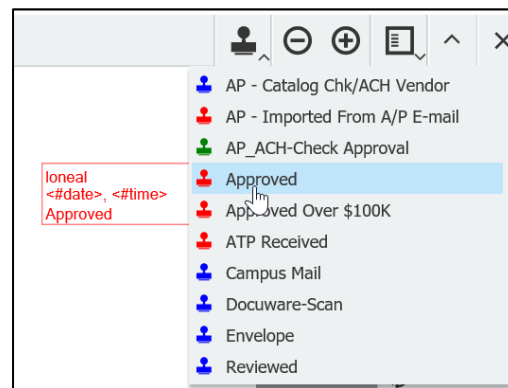 AP - Catalog Chk/ACH Vendor
AP - Imported From A/P E-mail
AP_ACH-Check Approval
loneal
<#date>, <#time>
Approved
Approved
Approved Over $100K
ATP Received
Campus Mail
Docuware-Scan
Envelope
Reviewed